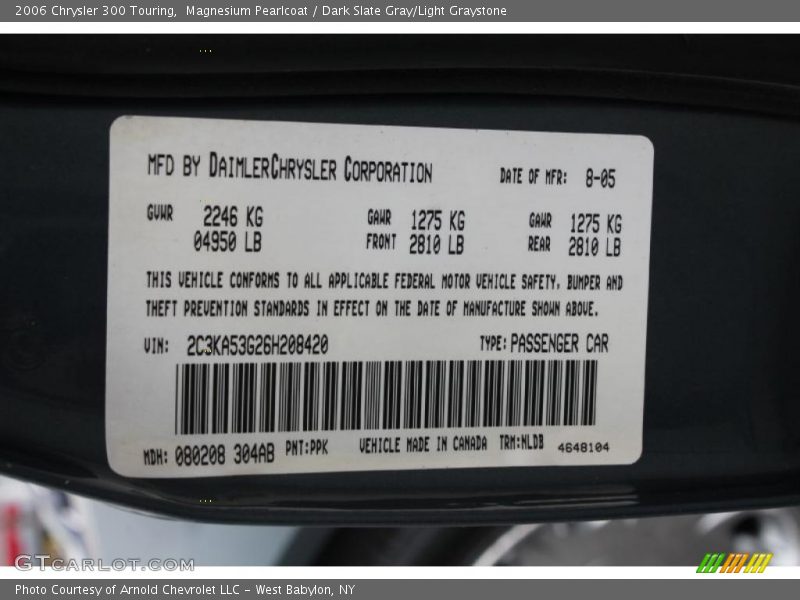 2006 Chrysler 300 Touring,  Magnesium Pearlcoat / Dark Slate Gray/Light Graystone
MFD BY DAIMLERCHRYSLER CORPORATION DATE OF MFR: 8-05
GVWR 2246 KG GAWR 1275 KG GAWR 1275 KG
04950 LB FRONT 2810 LB REAR 2810 LB
THIS VEHICLE CONFORMS TO ALL APPLICABLE FEDERAL MOTOR VEHICLE SAFETY, BUMPER AND
THEFT PREVENTION STANDARDS IN EFFECT ON THE DATE OF MANUFACTURE SHOWN ABOVE.
VIN: 2C3KA53G26H208420 TYPE: PASSENGER CAR
MDH: 080208 304AB PNT:PPK VEHICLE MADE IN CANADA TRM:NLDB 4648104
GTCARLOT.COM
Photo Courtesy of Arnold Chevrolet LLC - West Babylon, NY